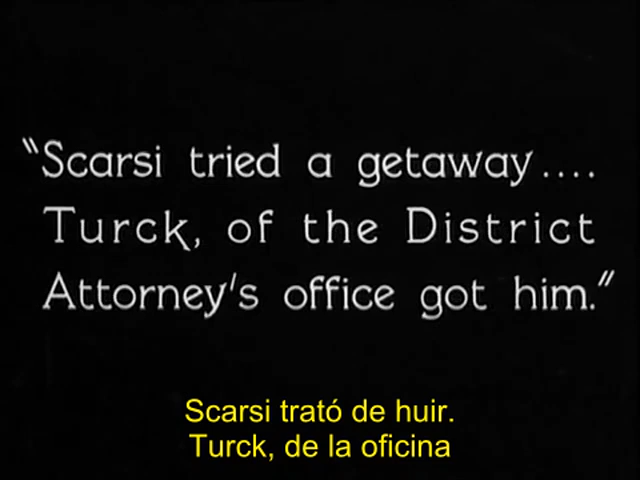 "Scarsi tried a getaway....
Turck, of the District
Attorney's office got him."
Scarsi trató de huir.
Turck, de la oficina